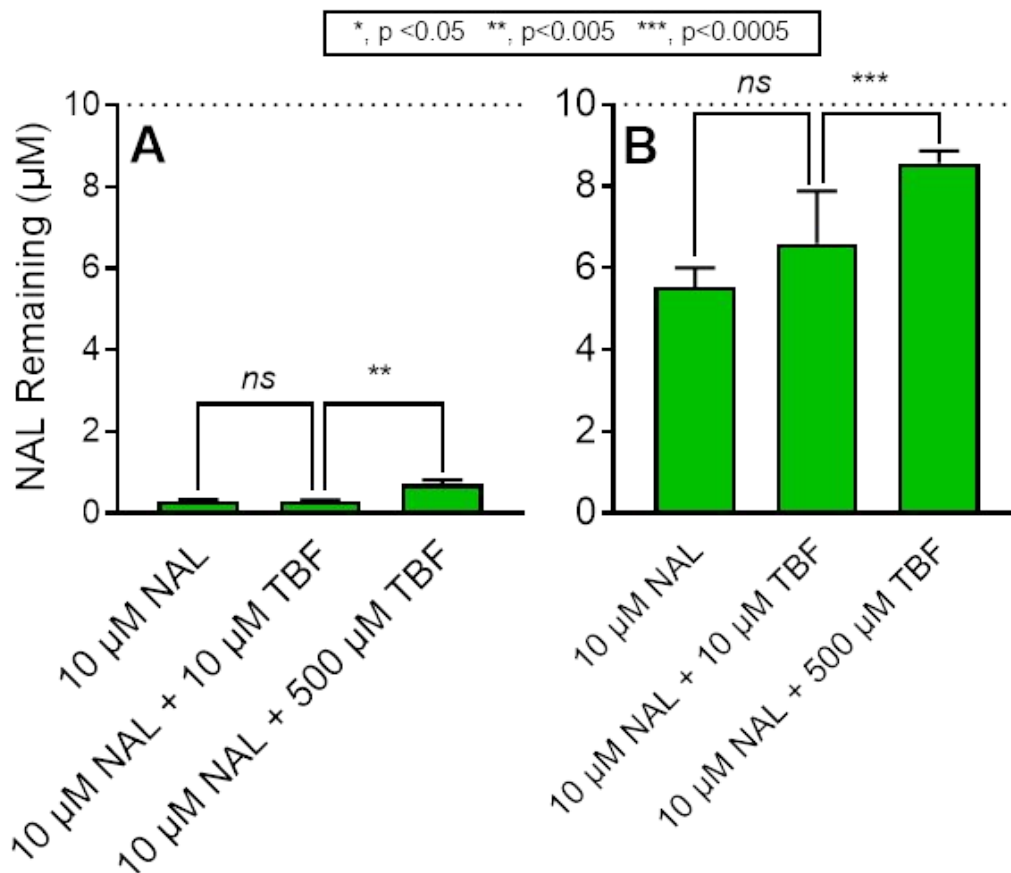 *, p <0.05 **, p<0.005 ***, p<0.0005
NAL Remaining (µM)
10
8
6
4
2
0
A
ns
**
10 µM NAL
10 µM NAL + 10 µM TBF
10 µM NAL + 500 µM TBF
10
8
6
4
2
0
B
ns
***
10 µM NAL
10 µM NAL + 10 µM TBF
10 µM NAL + 500 µM TBF